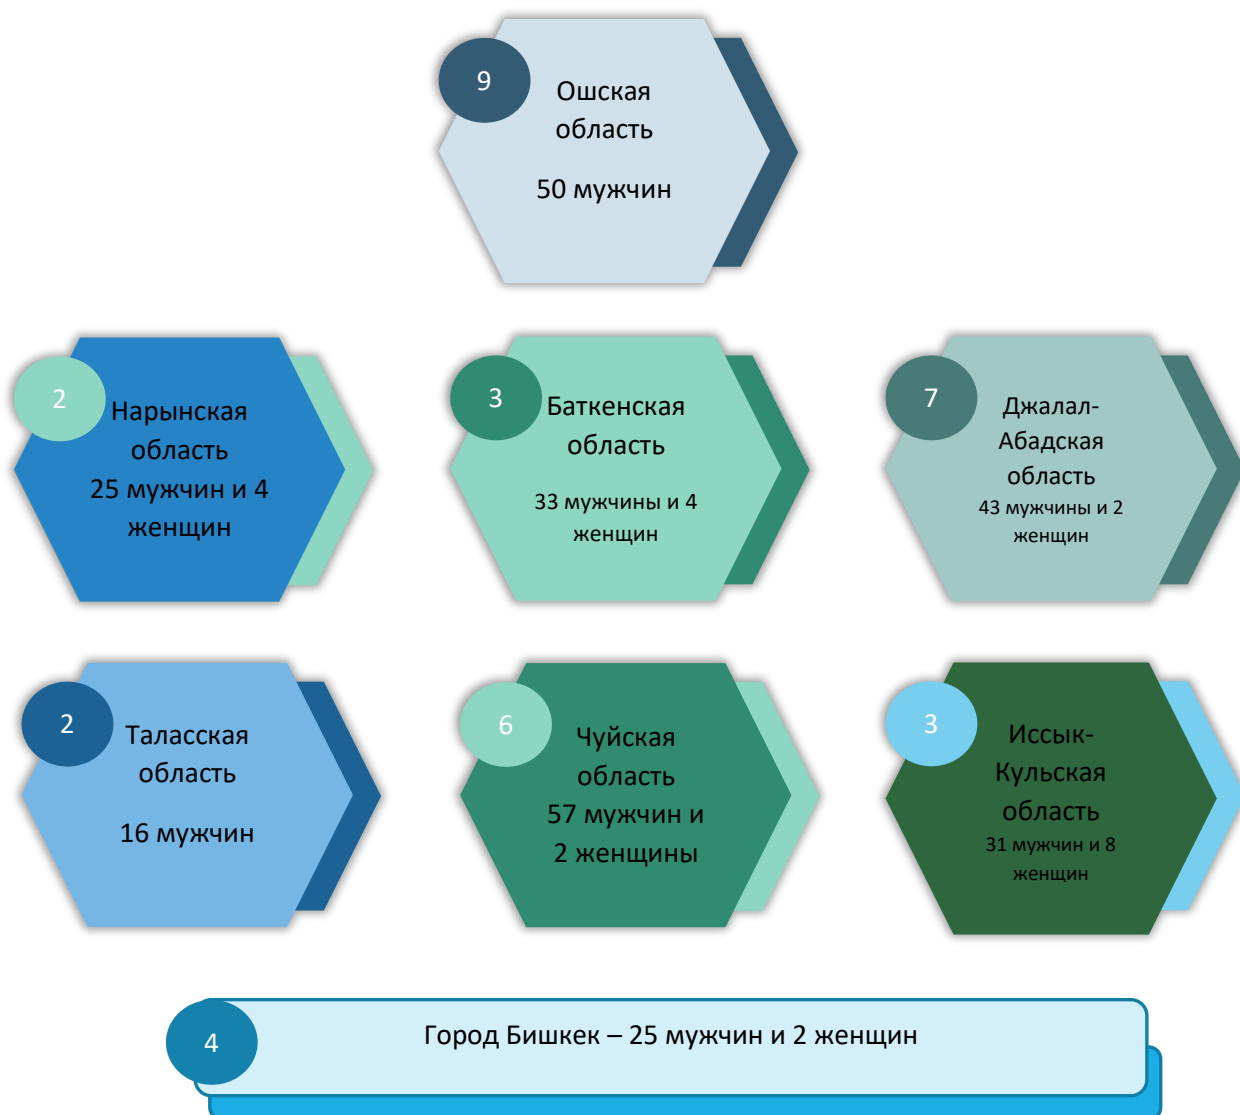 9
Ошская
область
50 мужчин
2
Нарынская
область
25 мужчин и 4
женщин
3
Баткенская
область
33 мужчины и 4
женщин
7
Джалал-
Абадская
область
43 мужчины и 2
женщин
2
Таласская
область
16 мужчин
6
Чуйская
область
57 мужчин и
2 женщины
3
Иссык-
Кульская
область
31 мужчин и 8
женщин
4
Город Бишкек – 25 мужчин и 2 женщин